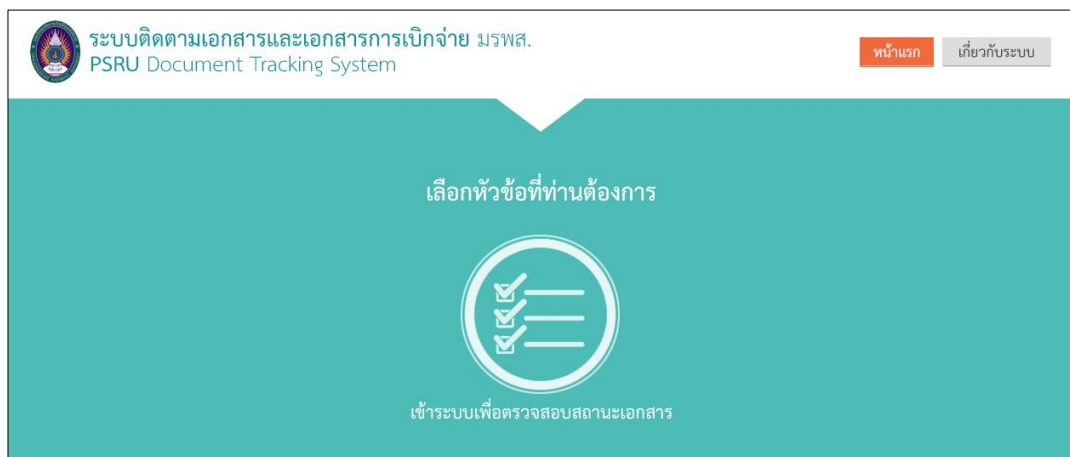 ระบบติดตามเอกสารและเอกสารการเบิกจ่าย มรพส.
PSRU Document Tracking System
หน้าแรก
เกี่ยวกับระบบ
เลือกหัวข้อที่ท่านต้องการ
เข้าระบบเพื่อตรวจสอบสถานะเอกสาร